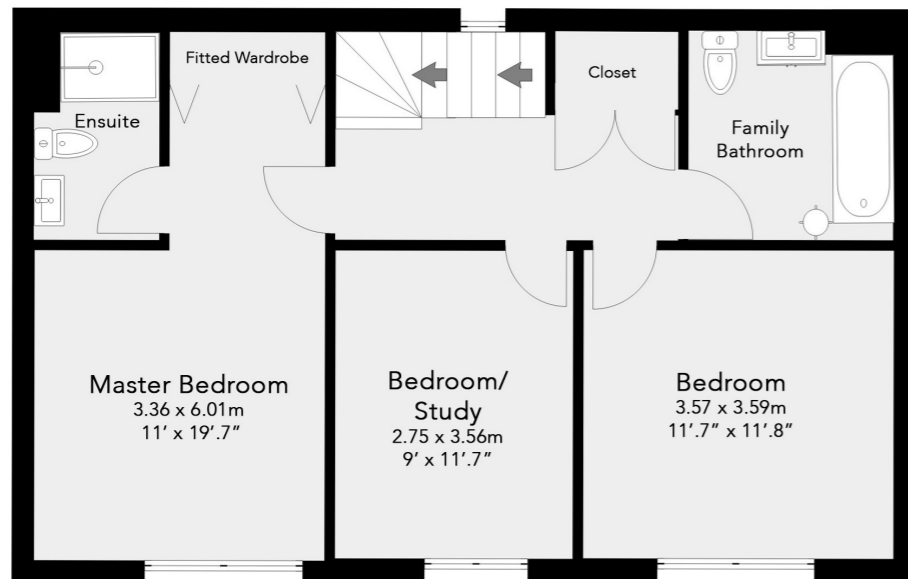 Fitted Wardrobe
Closet
Ensuite
Family
Bathroom
Master Bedroom
3.36 x 6.01m
11’ x 19’.7”
Bedroom/
Study
2.75 x 3.56m
9’ x 11’.7”
Bedroom
3.57 x 3.59m
11’.7” x 11’.8”